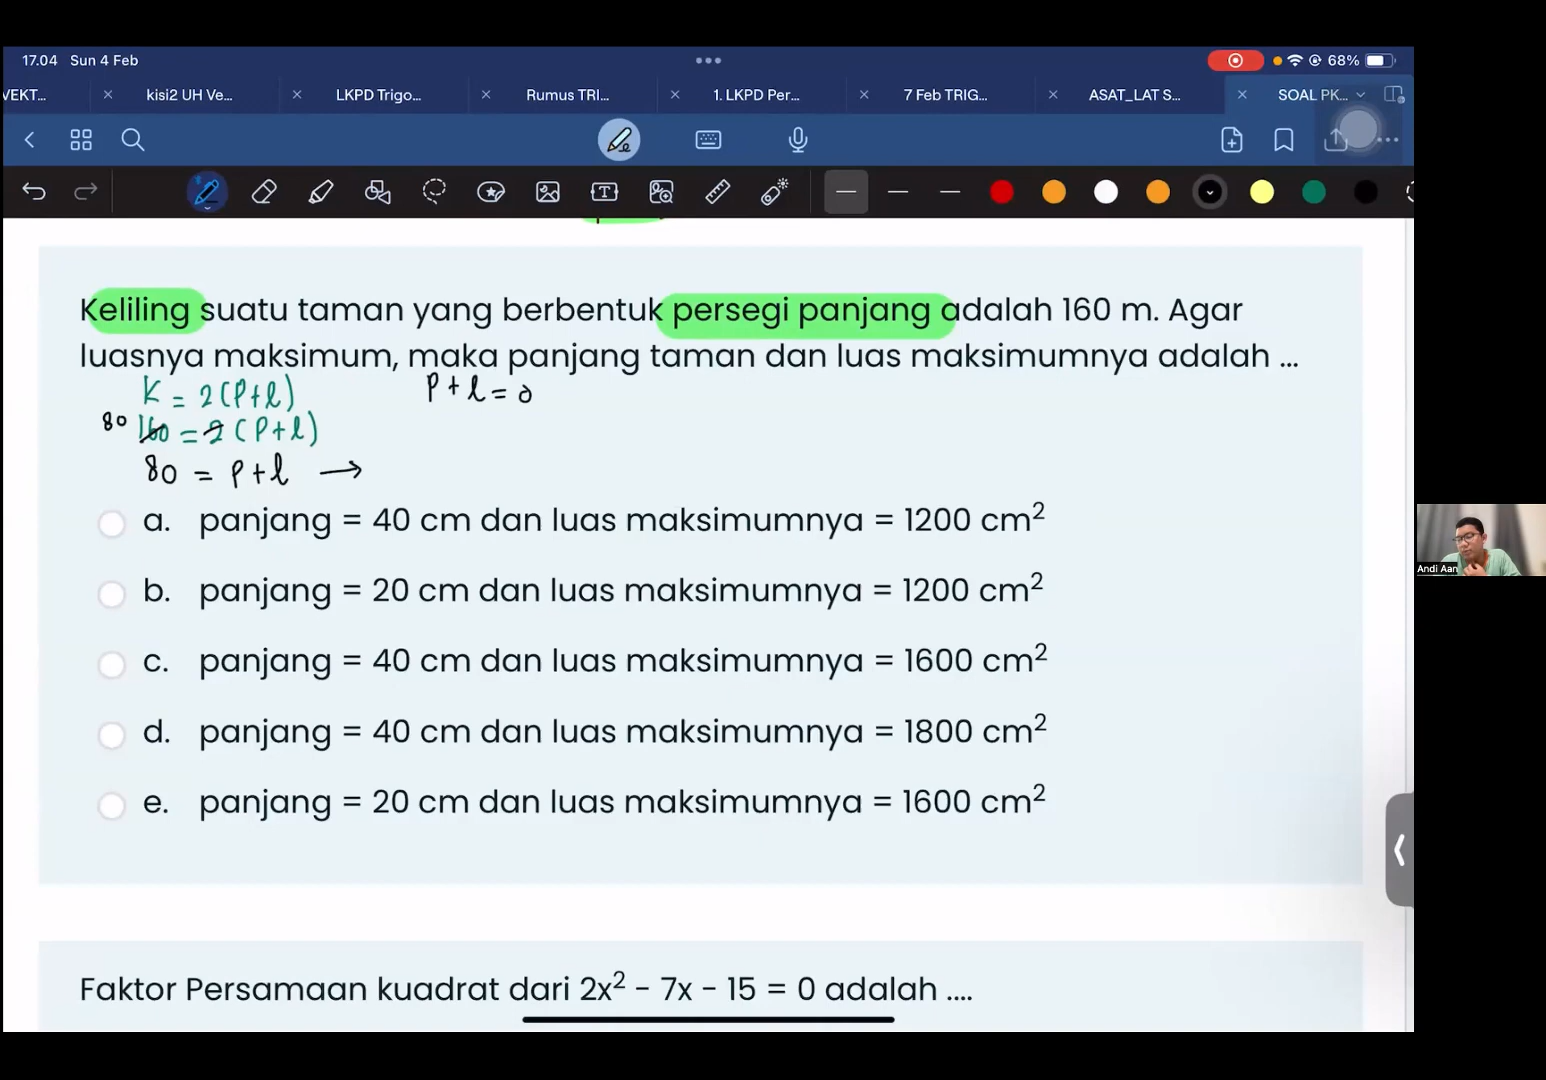 17.04 Sun 4 Feb
68%
VEKT... kisi2 UH Ve... LKPD Trigo... Rumus TRI... 1. LKPD Per... 7 Feb TRIG... ASAT_LAT S... SOAL PK...
Keliling suatu taman yang berbentuk persegi panjang adalah 160 m. Agar
luasnya maksimum, maka panjang taman dan luas maksimumnya adalah ...
K = 2(P+l)
P + l =
80 160 = 2 (P+l)
80 = P+l →
a. panjang = 40 cm dan luas maksimumnya = 1200 cm²
b. panjang = 20 cm dan luas maksimumnya = 1200 cm²
c. panjang = 40 cm dan luas maksimumnya = 1600 cm²
d. panjang = 40 cm dan luas maksimumnya = 1800 cm²
e. panjang = 20 cm dan luas maksimumnya = 1600 cm²
Andi Aan
Faktor Persamaan kuadrat dari 2x² - 7x - 15 = 0 adalah ....